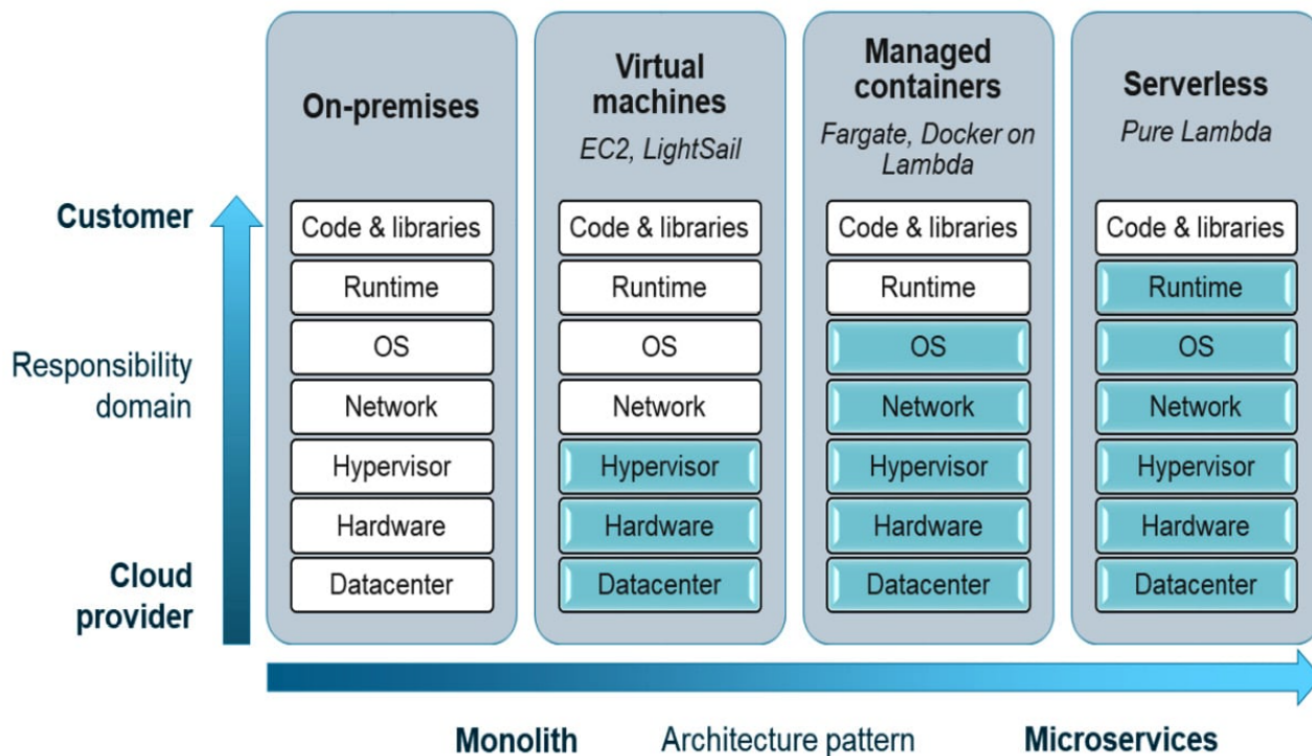 On-premises
Virtual
machines
EC2, LightSail
Managed
containers
Fargate, Docker on
Lambda
Serverless
Pure Lambda
Customer
Responsibility
domain
Cloud
provider
Code & libraries
Runtime
OS
Network
Hypervisor
Hardware
Datacenter
Code & libraries
Runtime
OS
Network
Hypervisor
Hardware
Datacenter
Code & libraries
Runtime
OS
Network
Hypervisor
Hardware
Datacenter
Code & libraries
Runtime
OS
Network
Hypervisor
Hardware
Datacenter
Monolith
Architecture pattern
Microservices